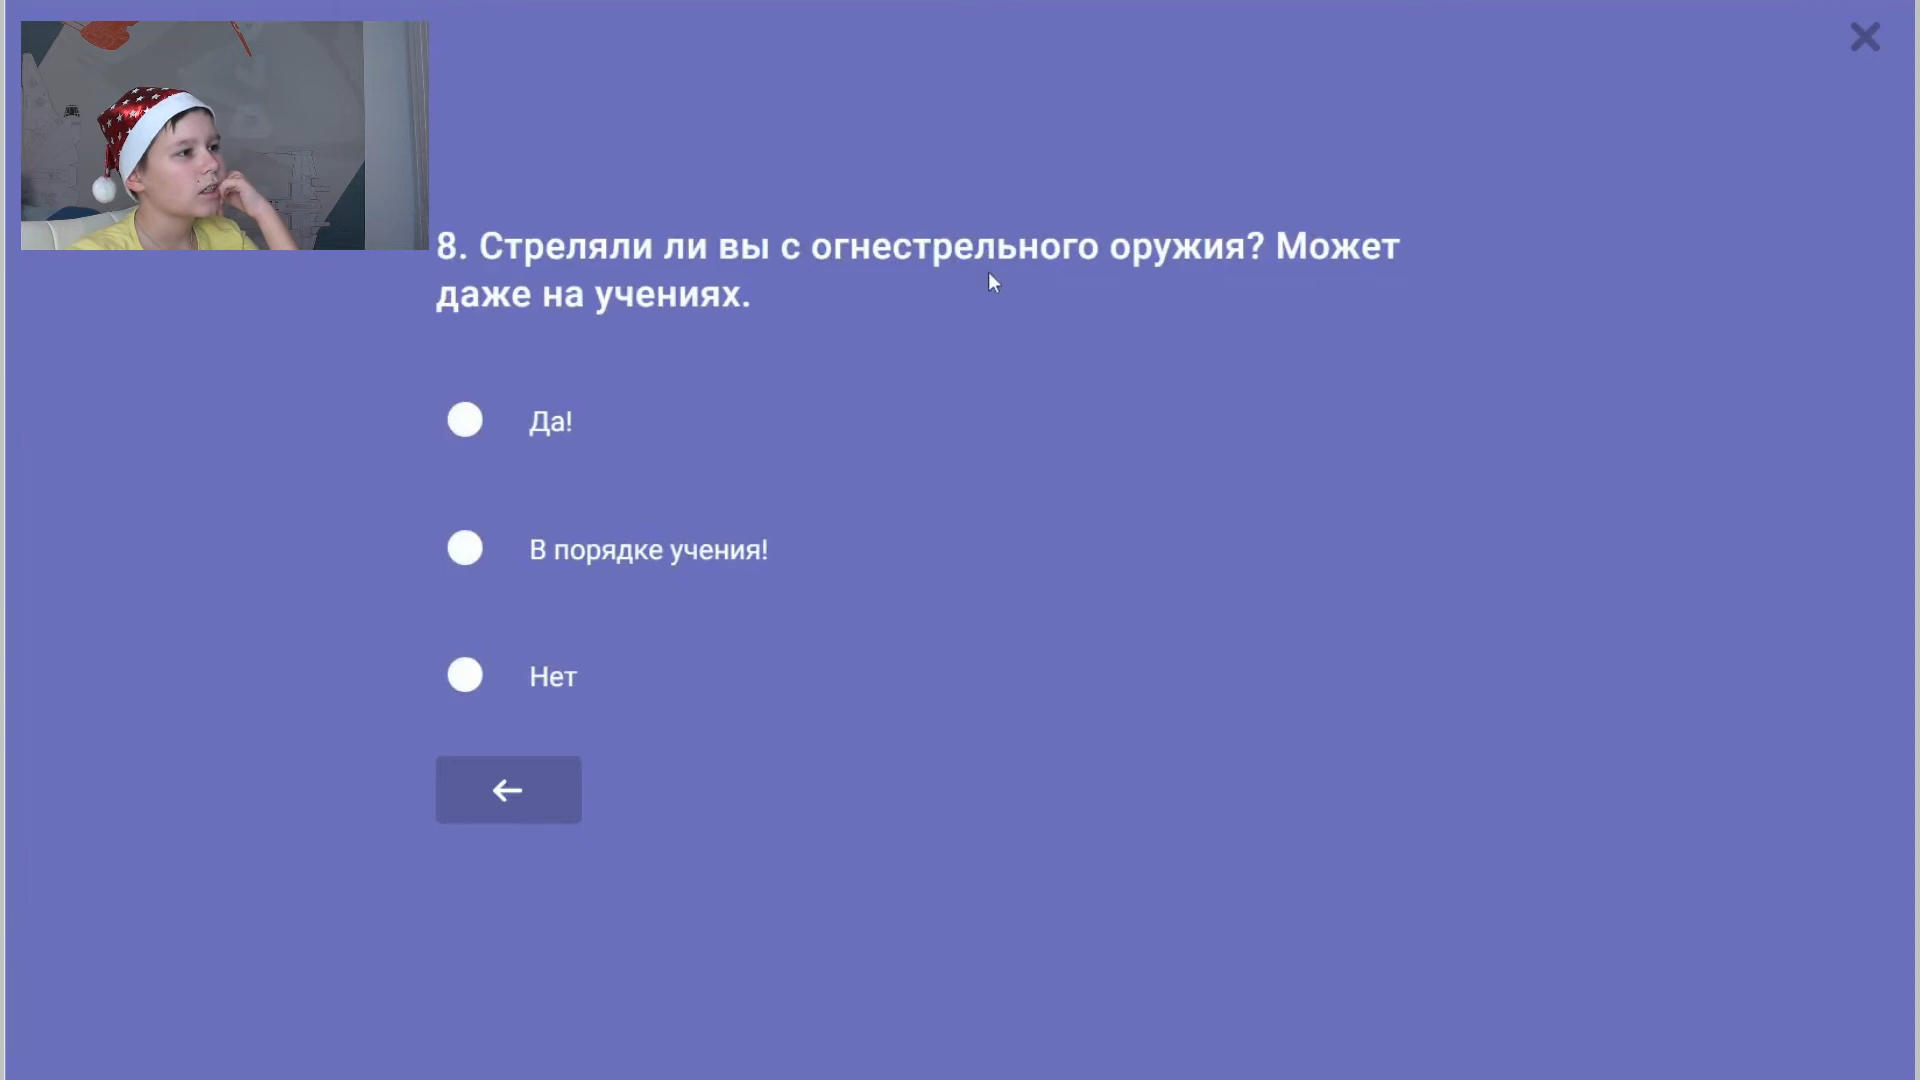 8. Стреляли ли вы с огнестрельного оружия? Может
даже на учениях.
Да!
В порядке учения!
Нет